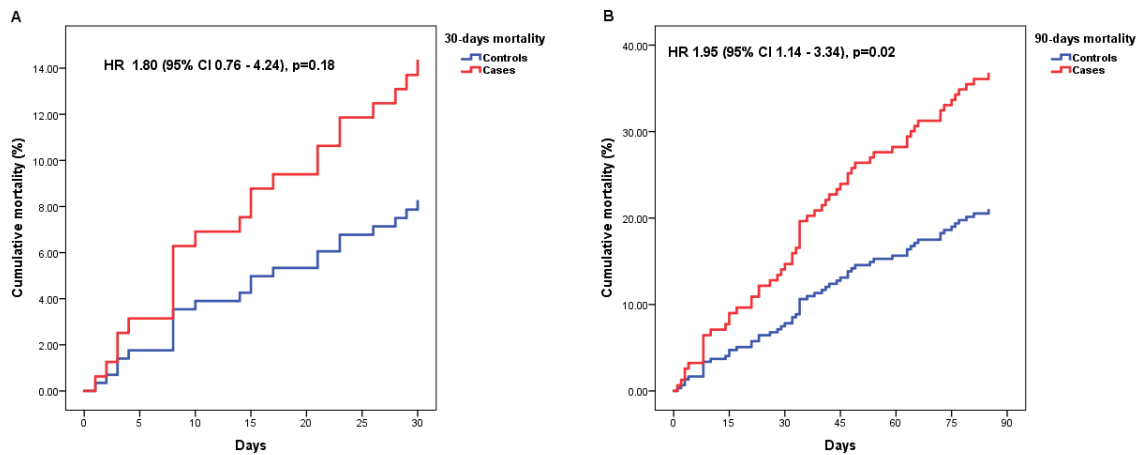 A
30-days mortality
Controls
Cases
HR 1.80 (95% CI 0.76 - 4.24), p=0.18
Cumulative mortality (%)
14.00
12.00
10.00
8.00
6.00
4.00
2.00
0.00
0 5 10 15 20 25 30
Days
B
90-days mortality
Controls
Cases
HR 1.95 (95% CI 1.14 - 3.34), p=0.02
Cumulative mortality (%)
40.00
30.00
20.00
10.00
0.00
0 15 30 45 60 75 90
Days